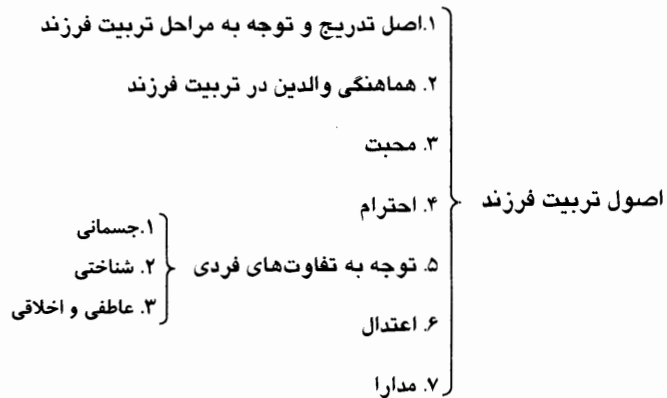 اصول تربیت فرزند
۱.اصل تدریج و توجه به مراحل تربیت فرزند
۲. هماهنگی والدین در تربیت فرزند
۳. محبت
۴. احترام
۵. توجه به تفاوت‌های فردی
۱.جسمانی
۲. شناختی
۳. عاطفی و اخلاقی
۶. اعتدال
۷. مدارا